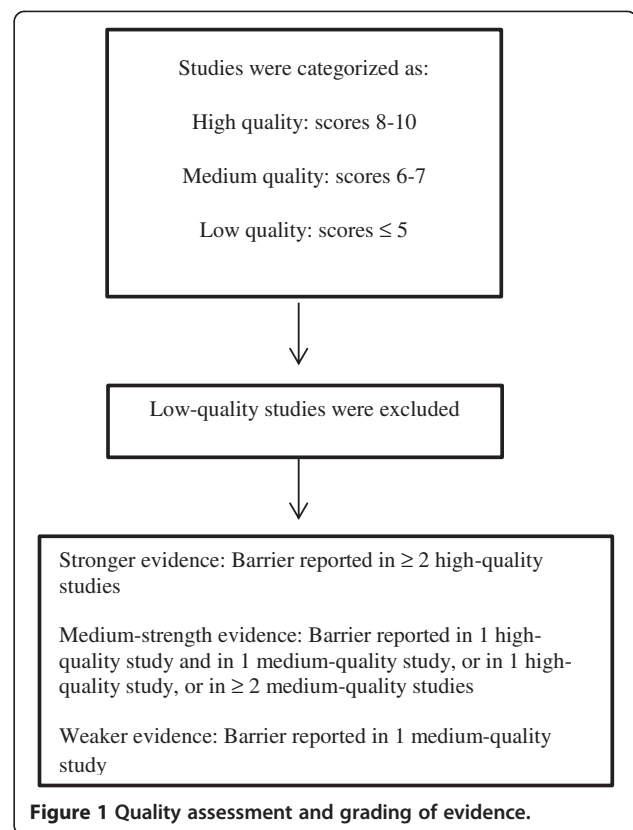 Studies were categorized as:
High quality: scores 8-10
Medium quality: scores 6-7
Low quality: scores ≤ 5
Low-quality studies were excluded
Stronger evidence: Barrier reported in ≥ 2 high-quality
studies
Medium-strength evidence: Barrier reported in 1 high-
quality study and in 1 medium-quality study, or in 1 high-
quality study, or in ≥ 2 medium-quality studies
Weaker evidence: Barrier reported in 1 medium-quality
study
Figure 1 Quality assessment and grading of evidence.